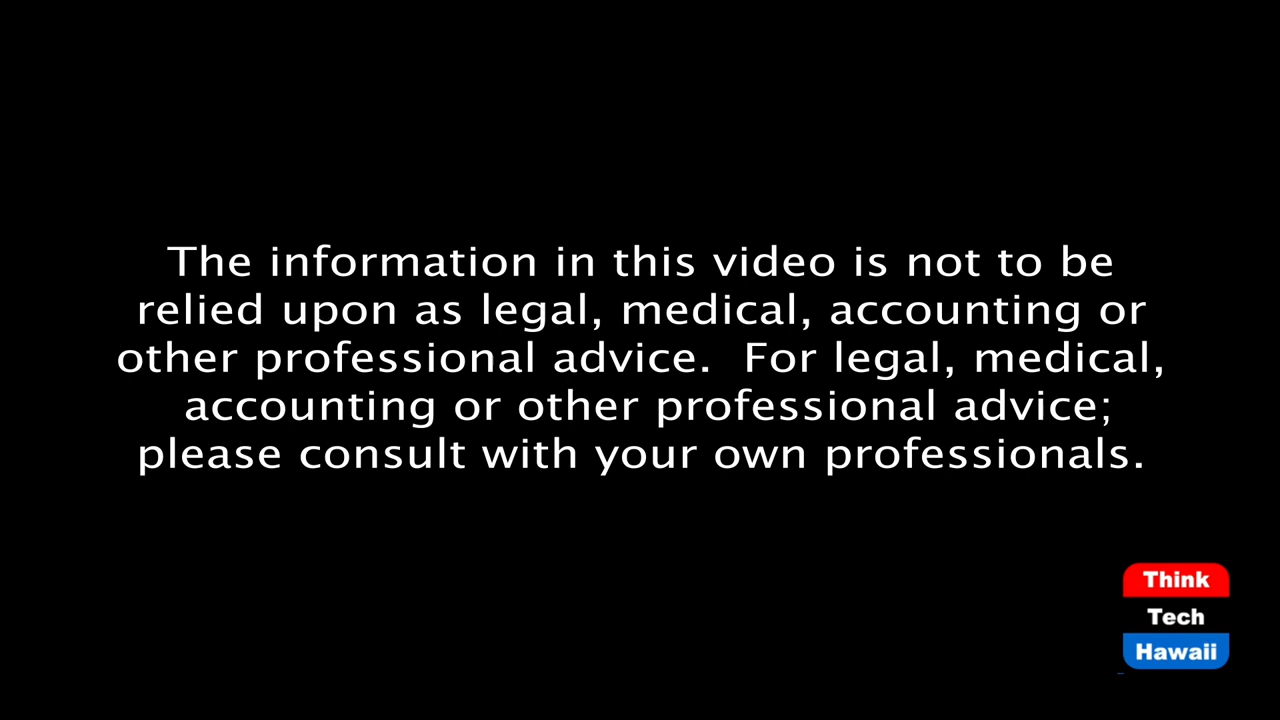 The information in this video is not to be
relied upon as legal, medical, accounting or
other professional advice.  For legal, medical,
accounting or other professional advice;
please consult with your own professionals.
Think
Tech
Hawaii